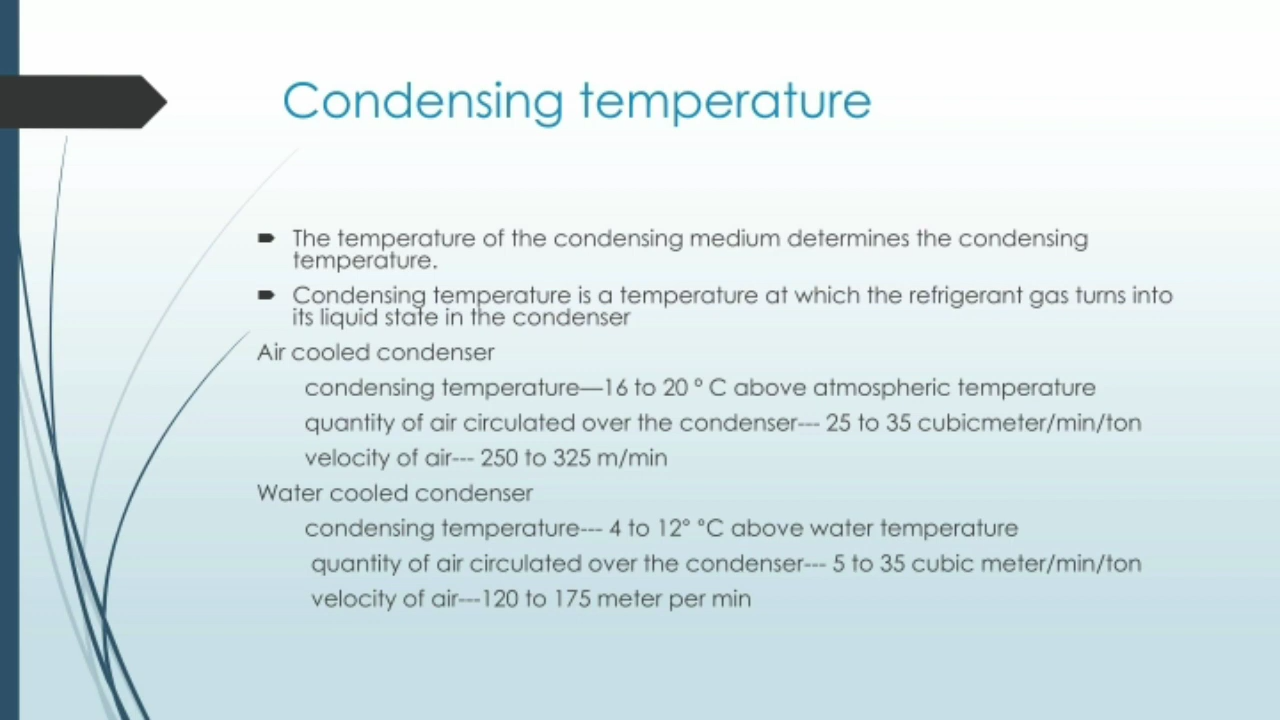 Condensing temperature
The temperature of the condensing medium determines the condensing
temperature.
Condensing temperature is a temperature at which the refrigerant gas turns into
its liquid state in the condenser
Air cooled condenser
condensing temperature—16 to 20 º C above atmospheric temperature
quantity of air circulated over the condenser--- 25 to 35 cubicmeter/min/ton
velocity of air--- 250 to 325 m/min
Water cooled condenser
condensing temperature--- 4 to 12° °C above water temperature
quantity of air circulated over the condenser--- 5 to 35 cubic meter/min/ton
velocity of air---120 to 175 meter per min